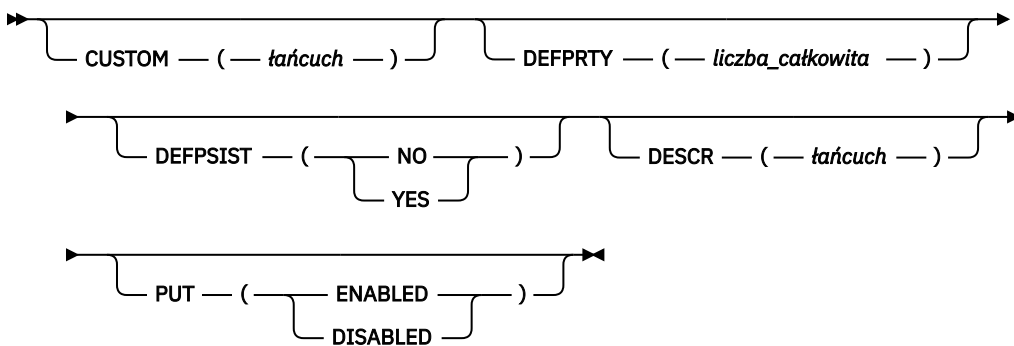 CUSTOM ( łańcuch ) DEFPRTY ( liczba_całkowita )
DEFPSIST ( NO ) DESCR ( łańcuch )
YES
PUT ( ENABLED )
DISABLED